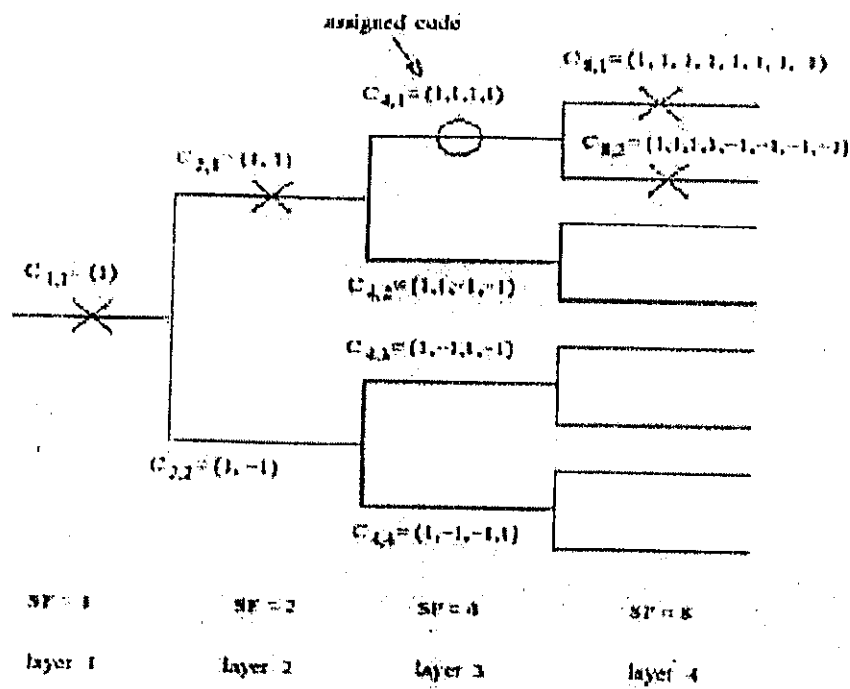 assigned code
C8,1=(1, 1, 1, 1, 1, 1, 1, 1)
C4,1=(1,1,1,1)
C8,2=(1,1,1,1,-1,-1,-1,-1)
C2,1=(1, 1)
C1,1=(1)
C4,2=(1,1,-1,-1)
C4,3=(1,-1,1,-1)
C2,2=(1,-1)
C4,4=(1,-1,-1,1)
SF = 1 SF = 2 SF = 4 SF = 8
layer 1 layer 2 layer 3 layer 4